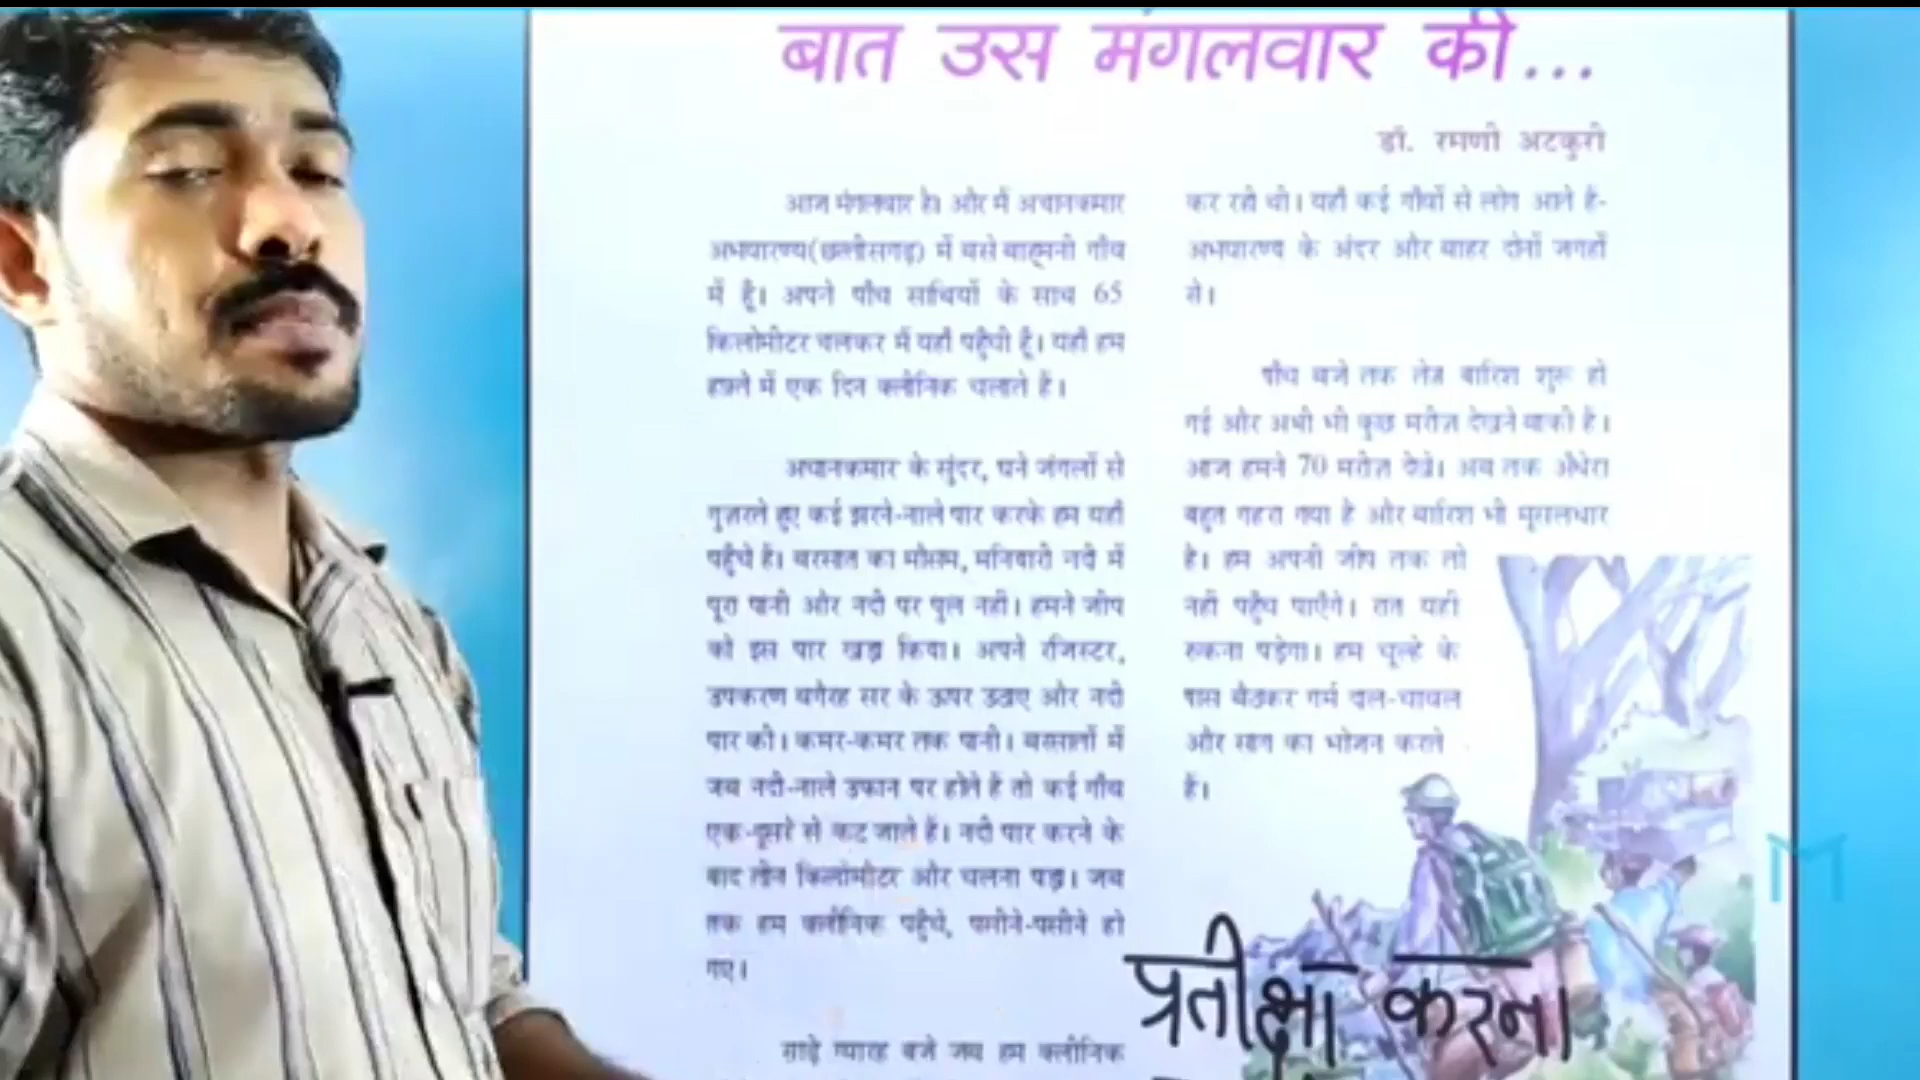 बात उस मंगलवार की...
डॉ. रमणी अटकुरी
आज मंगलवार है। और मैं अचानकमार
अभयारण्य(छत्तीसगढ़) में बसे बाह्मनी गाँव
में हूँ। अपने पाँच साथियों के साथ 65
किलोमीटर चलकर मैं यहाँ पहुँची हूँ। यहाँ हम
हफ़्ते में एक दिन क्लीनिक चलाते हैं।
अचानकमार के सुंदर, घने जंगलों से
गुज़रते हुए कई झरने-नाले पार करके हम यहाँ
पहुँचे हैं। बरसात का मौसम, मनियारी नदी में
पूरा पानी और नदी पर पुल नहीं। हमने जीप
को इस पार खड़ा किया। अपने रजिस्टर,
उपकरण वगैरह सर के ऊपर उठाए और नदी
पार की। कमर-कमर तक पानी। बरसातों में
जब नदी-नाले उफान पर होते हैं तो कई गाँव
एक-दूसरे से कट जाते हैं। नदी पार करने के
बाद तीन किलोमीटर और चलना पड़ा। जब
तक हम क्लीनिक पहुँचे, पसीने-पसीने हो
गए।
साढ़े ग्यारह बजे जब हम क्लीनिक
कर रही थी। यहाँ कई गाँवों से लोग आते हैं-
अभयारण्य के अंदर और बाहर दोनों जगहों
से।
पाँच बजे तक तेज़ बारिश शुरू हो
गई और अभी भी कुछ मरीज़ देखने बाकी हैं।
आज हमने 70 मरीज़ देखे। अब तक अँधेरा
बहुत गहरा गया है और बारिश भी मूसलधार
है। हम अपनी जीप तक तो
नहीं पहुँच पाएँगे। रात यहीं
रुकना पड़ेगा। हम चूल्हे के
पास बैठकर गर्म दाल-चावल
और साग का भोजन करते
हैं।
प्रतीक्षा करना
M